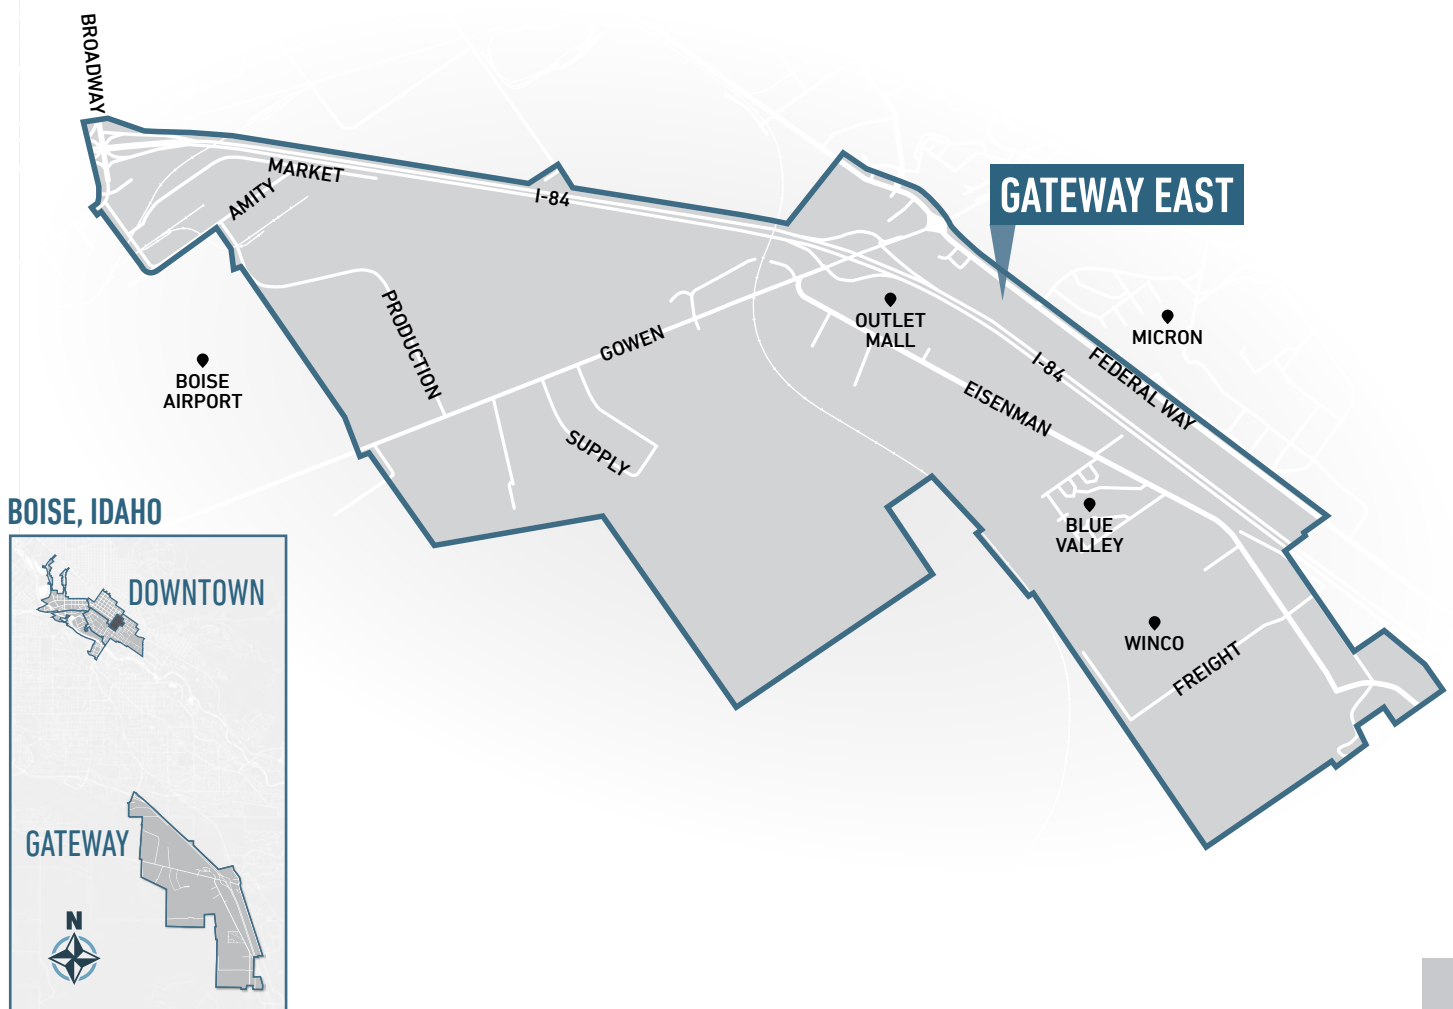 BROADWAY
MARKET
AMITY
I-84
GATEWAY EAST
PRODUCTION
GOWEN
OUTLET
MALL
MICRON
I-84
FEDERAL WAY
EISENMAN
BOISE
AIRPORT
SUPPLY
BLUE
VALLEY
WINCO
FREIGHT
BOISE, IDAHO
DOWNTOWN
GATEWAY
N